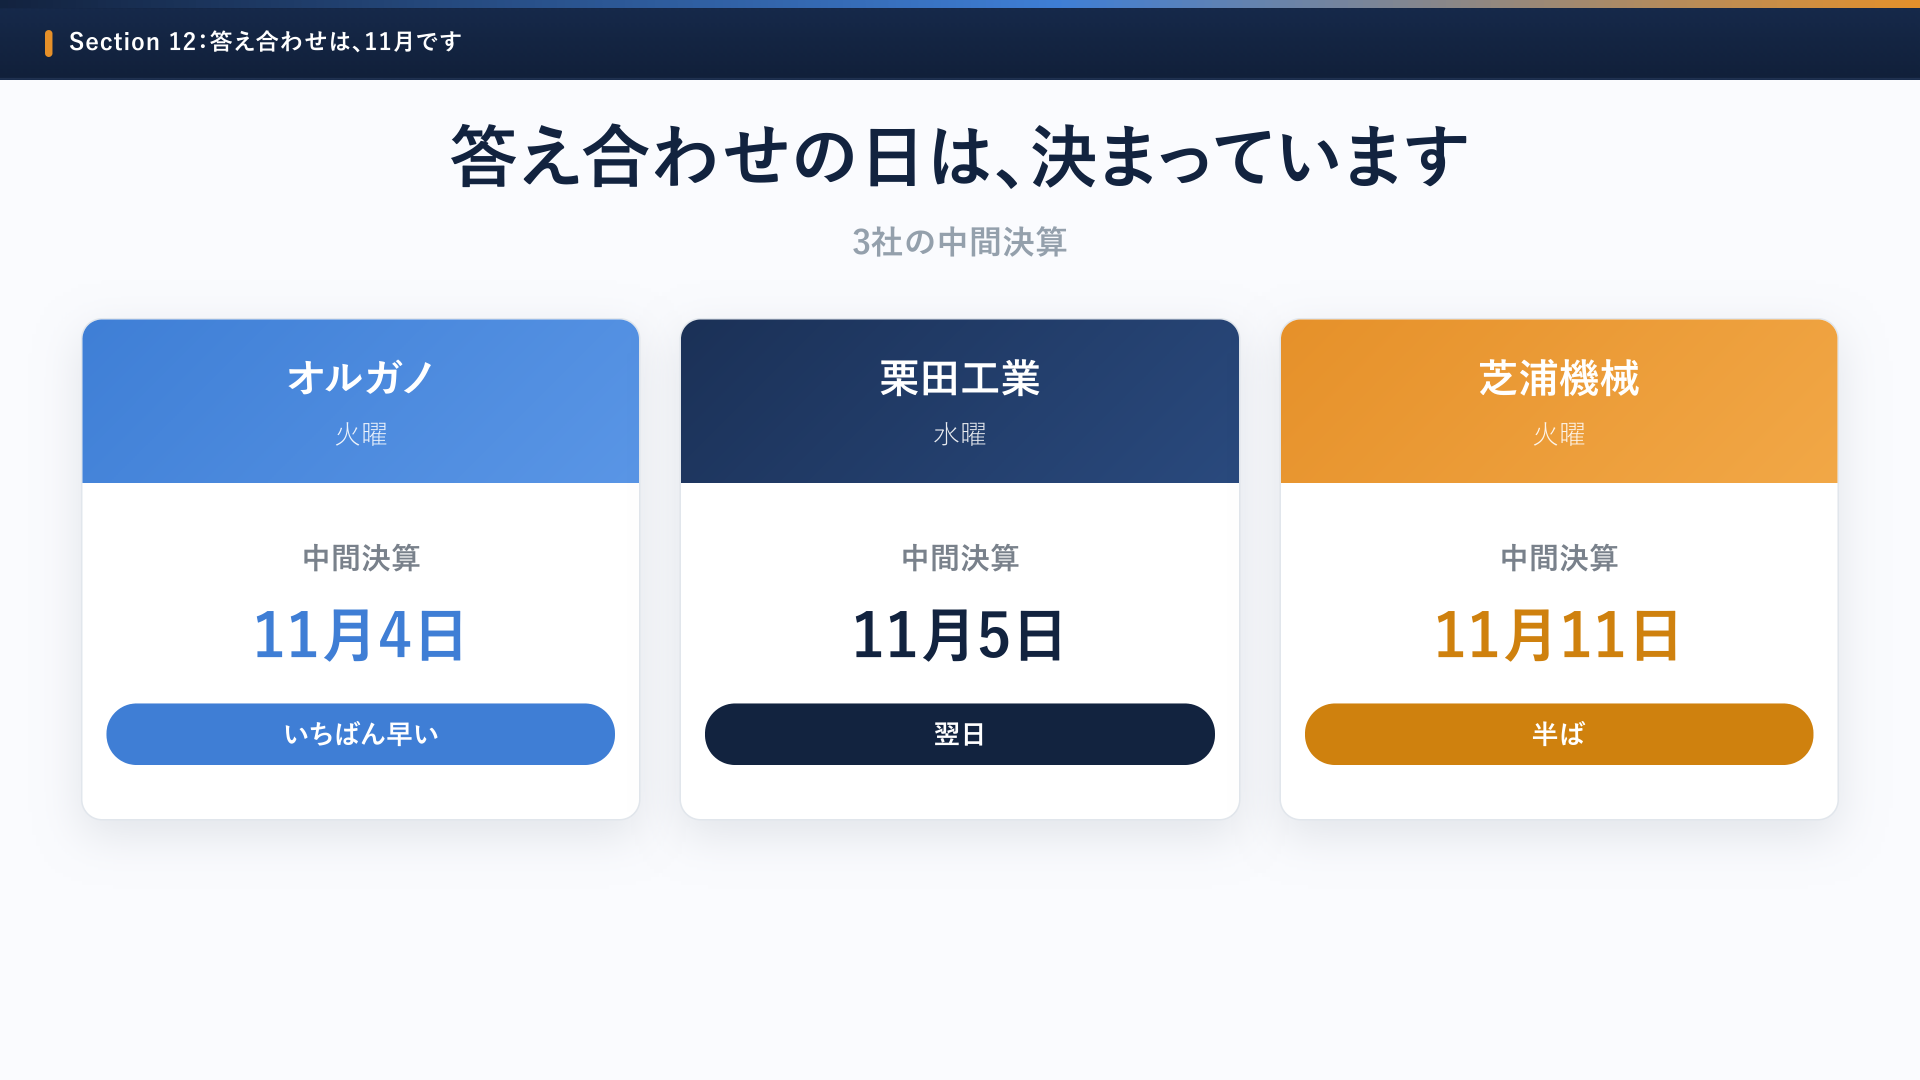 Section 12：答え合わせは、11月です
答え合わせの日は、決まっています
3社の中間決算
オルガノ
火曜
中間決算
11月4日
いちばん早い
栗田工業
水曜
中間決算
11月5日
翌日
芝浦機械
火曜
中間決算
11月11日
半ば